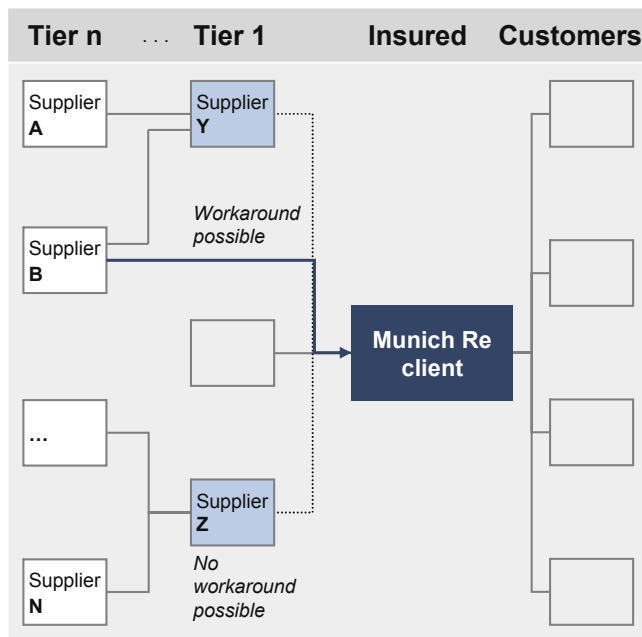 Tier n ... Tier 1 Insured Customers
Supplier
A
Supplier
Y
Workaround
possible
Supplier
B
Munich Re
client
...
Supplier
Z
Supplier
N
No
workaround
possible